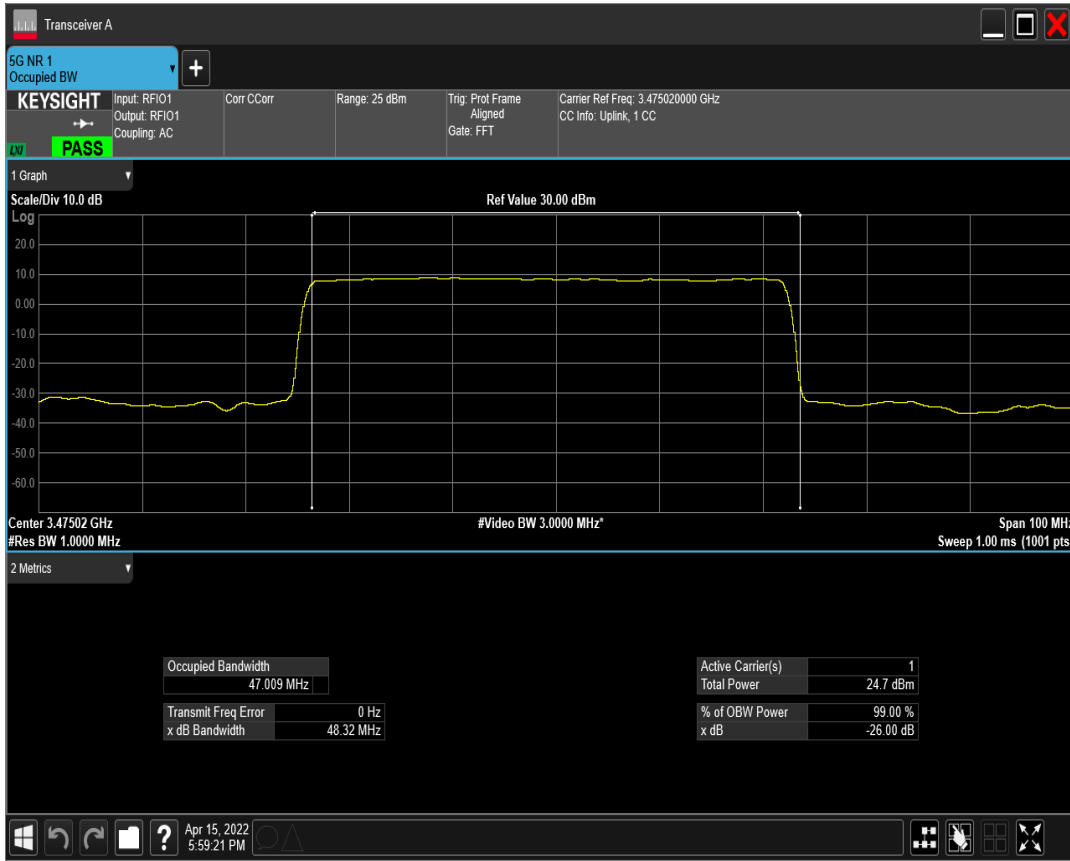 Transceiver A
5G NR 1
Occupied BW
KEYSIGHT
LXI
PASS
Input: RFIO1
Output: RFIO1
Coupling: AC
Corr CCorr
Range: 25 dBm
Trig: Prot Frame
Aligned
Gate: FFT
Carrier Ref Freq: 3.475020000 GHz
CC Info: Uplink, 1 CC
1 Graph
Scale/Div 10.0 dB
Ref Value 30.00 dBm
Log
20.0
10.0
0.00
-10.0
-20.0
-30.0
-40.0
-50.0
-60.0
Center 3.47502 GHz
#Video BW 3.0000 MHz*
Span 100 MHz
#Res BW 1.0000 MHz
Sweep 1.00 ms (1001 pts
2 Metrics
Occupied Bandwidth
47.009 MHz
Transmit Freq Error 0 Hz
x dB Bandwidth 48.32 MHz
Active Carrier(s) 1
Total Power 24.7 dBm
% of OBW Power 99.00 %
x dB -26.00 dB
?
Apr 15, 2022
5:59:21 PM